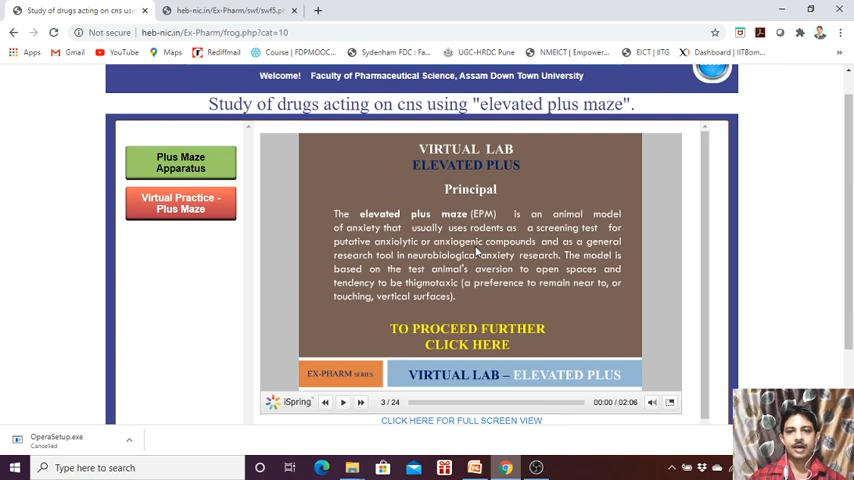 Study of drugs acting on cns usin
heb-nic.in/Ex-Pharm/swf/swf5.ph
Not secure
heb-nic.in/Ex-Pharm/frog.php?cat=10
Apps
Gmail
YouTube
Maps
Rediffmail
Course | FDPMOOC...
Sydenham FDC : Fa...
UGC-HRDC Pune
NMEICT | Empower...
EICT | IITG
Dashboard | IITBom...
Welcome! Faculty of Pharmaceutical Science, Assam Down Town University
Study of drugs acting on cns using "elevated plus maze".
Plus Maze
Apparatus
Virtual Practice -
Plus Maze
VIRTUAL LAB
ELEVATED PLUS
Principal
The elevated plus maze (EPM) is an animal model
of anxiety that usually uses rodents as a screening test for
putative anxiolytic or anxiogenic compounds and as a general
research tool in neurobiological anxiety research. The model is
based on the test animal's aversion to open spaces and
tendency to be thigmotaxic (a preference to remain near to, or
touching, vertical surfaces).
TO PROCEED FURTHER
CLICK HERE
EX-PHARM SERIES
VIRTUAL LAB – ELEVATED PLUS
iSpring
3 / 24
00:00 / 02:06
CLICK HERE FOR FULL SCREEN VIEW
OperaSetup.exe
Cancelled
Type here to search
ENG